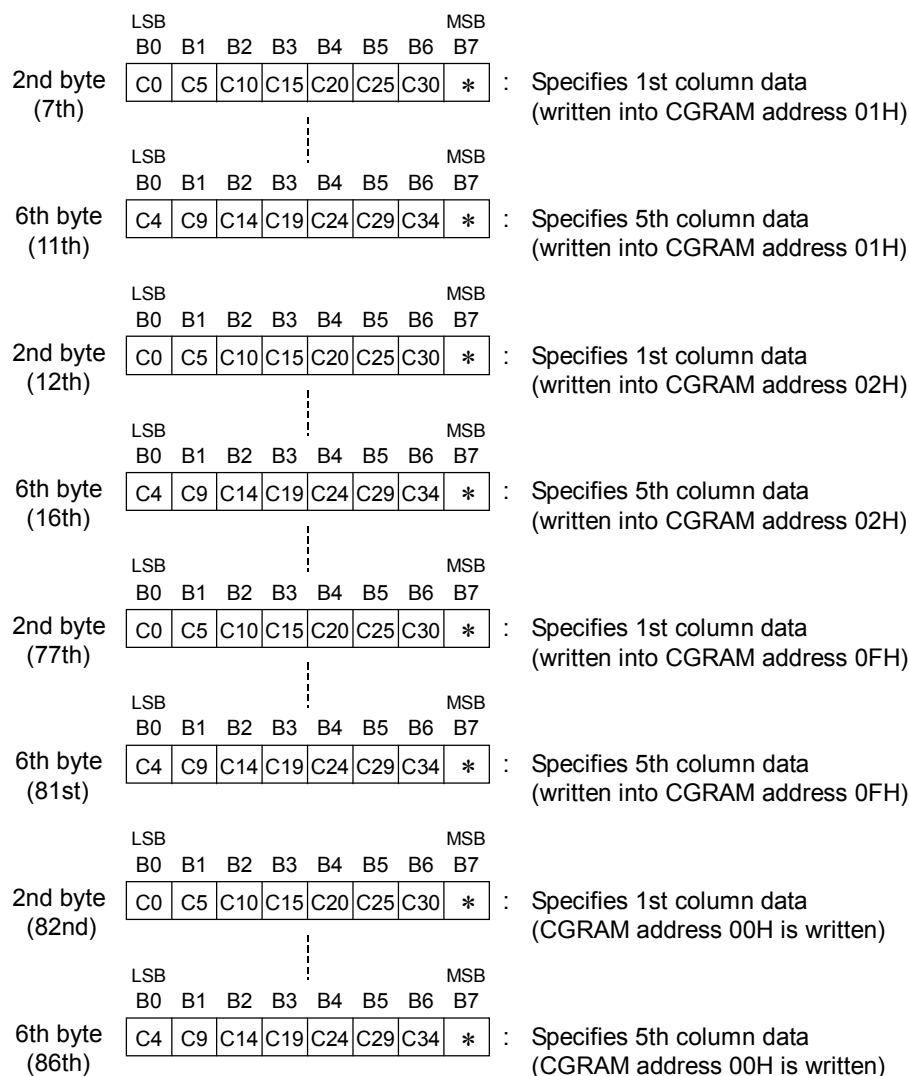 LSB MSB
B0 B1 B2 B3 B4 B5 B6 B7
2nd byte C0 C5 C10 C15 C20 C25 C30 * : Specifies 1st column data
(7th) (written into CGRAM address 01H)
LSB MSB
B0 B1 B2 B3 B4 B5 B6 B7
6th byte C4 C9 C14 C19 C24 C29 C34 * : Specifies 5th column data
(11th) (written into CGRAM address 01H)
LSB MSB
B0 B1 B2 B3 B4 B5 B6 B7
2nd byte C0 C5 C10 C15 C20 C25 C30 * : Specifies 1st column data
(12th) (written into CGRAM address 02H)
LSB MSB
B0 B1 B2 B3 B4 B5 B6 B7
6th byte C4 C9 C14 C19 C24 C29 C34 * : Specifies 5th column data
(16th) (written into CGRAM address 02H)
LSB MSB
B0 B1 B2 B3 B4 B5 B6 B7
2nd byte C0 C5 C10 C15 C20 C25 C30 * : Specifies 1st column data
(77th) (written into CGRAM address 0FH)
LSB MSB
B0 B1 B2 B3 B4 B5 B6 B7
6th byte C4 C9 C14 C19 C24 C29 C34 * : Specifies 5th column data
(81st) (written into CGRAM address 0FH)
LSB MSB
B0 B1 B2 B3 B4 B5 B6 B7
2nd byte C0 C5 C10 C15 C20 C25 C30 * : Specifies 1st column data
(82nd) (CGRAM address 00H is written)
LSB MSB
B0 B1 B2 B3 B4 B5 B6 B7
6th byte C4 C9 C14 C19 C24 C29 C34 * : Specifies 5th column data
(86th) (CGRAM address 00H is written)